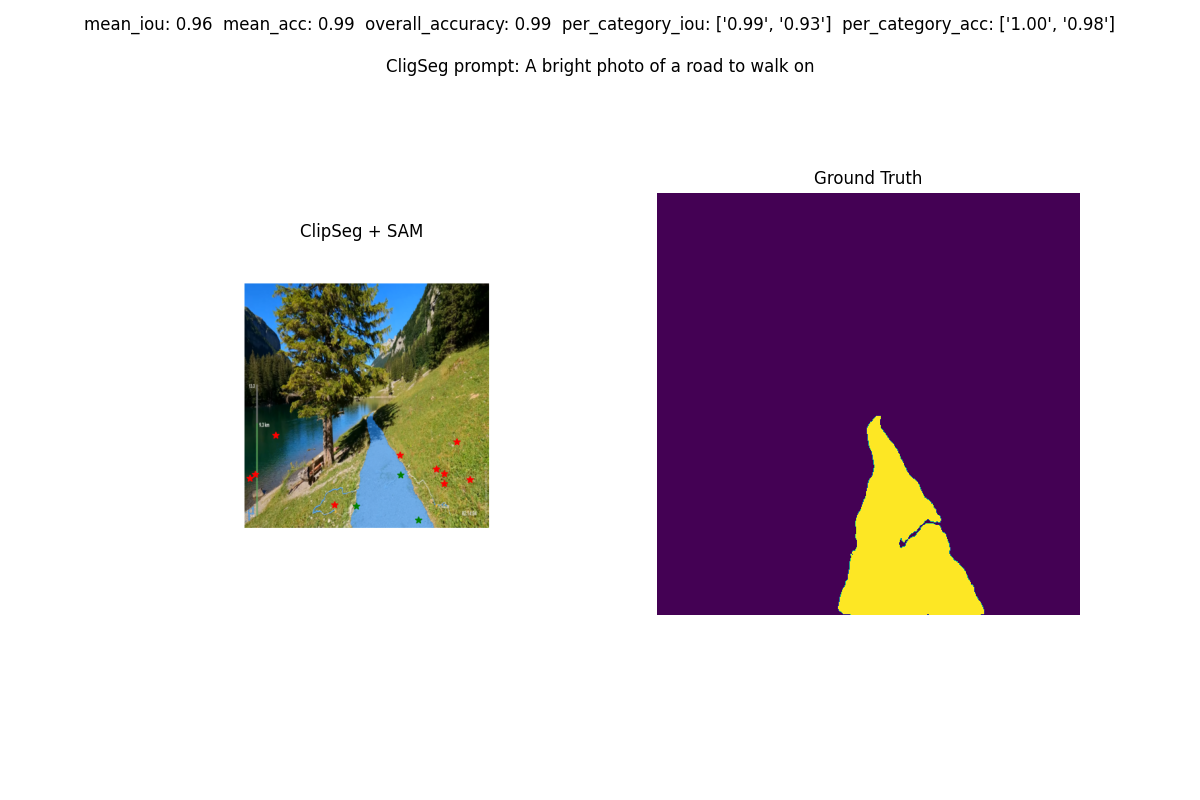 mean_iou: 0.96  mean_acc: 0.99  overall_accuracy: 0.99  per_category_iou: ['0.99', '0.93']  per_category_acc: ['1.00', '0.98']
CligSeg prompt: A bright photo of a road to walk on
Ground Truth
ClipSeg + SAM